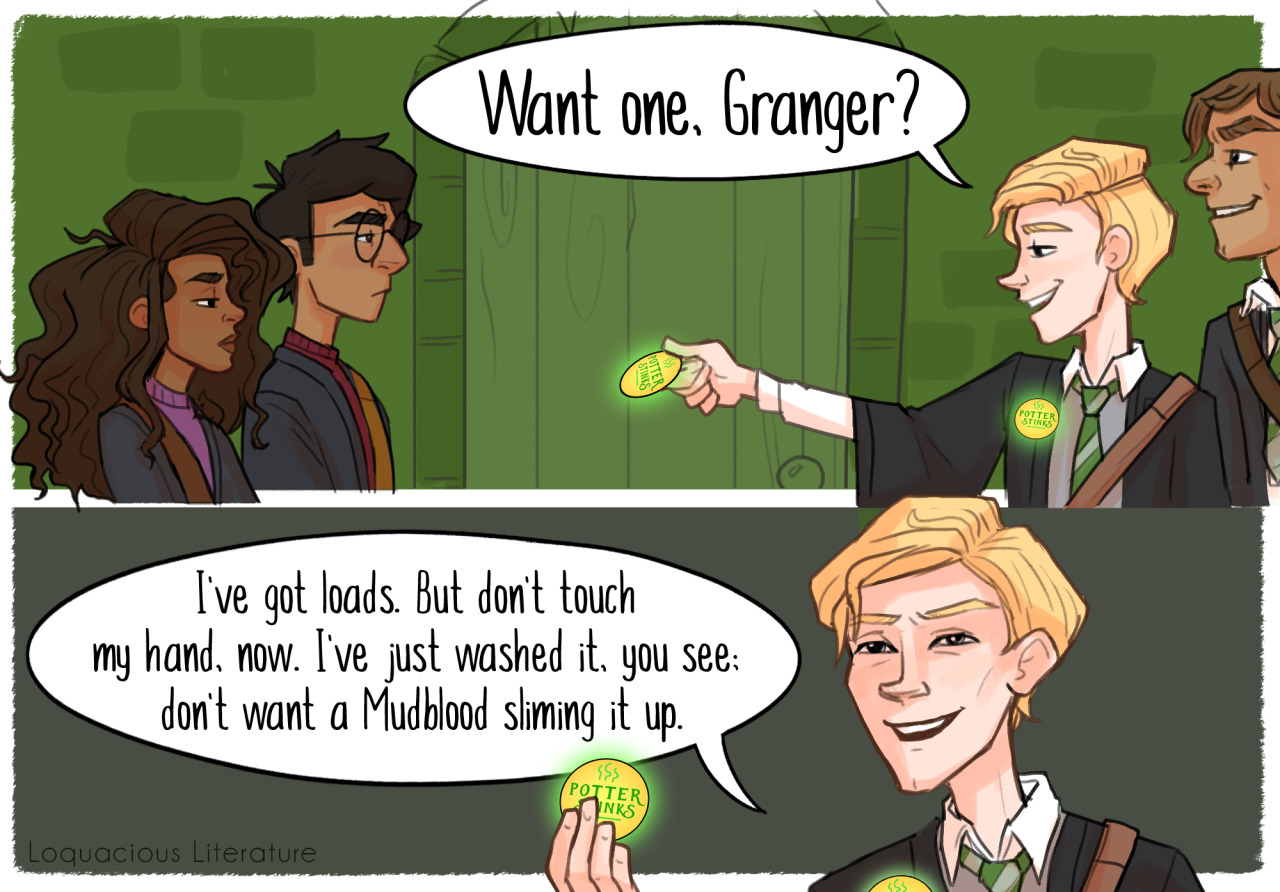 Want one, Granger?
POTTER
STINKS
POTTER
STINKS
I've got loads. But don't touch
my hand, now. I've just washed it, you see;
don't want a Mudblood sliming it up.
POTTER
STINKS
Loquacious Literature